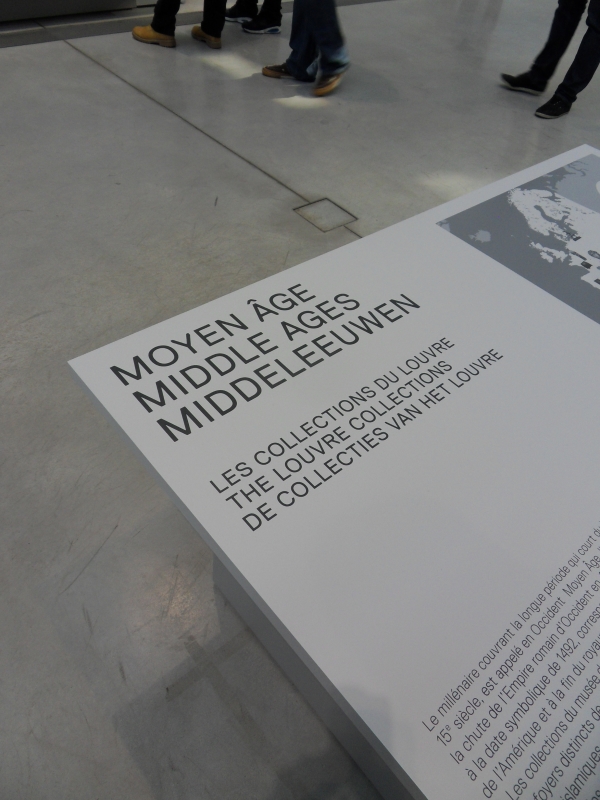 MOYEN ÂGE
MIDDLE AGES
MIDDELEEUWEN
LES COLLECTIONS DU LOUVRE
THE LOUVRE COLLECTIONS
DE COLLECTIES VAN HET LOUVRE
Le millénaire couvrant la longue période qui court
15e siècle, est appelé en Occident Moyen Âge
la chute de l'Empire romain d'Occident en
à la date symbolique de 1492,
de l'Amérique et à la fin du
Les collections du musée
foyers distincts de
islamiques